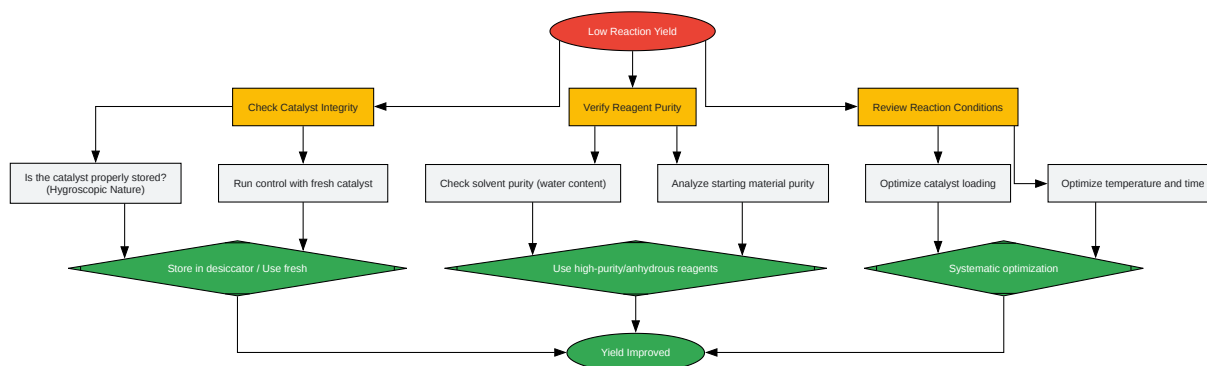 Low Reaction Yield
Check Catalyst Integrity
Verify Reagent Purity
Review Reaction Conditions
Is the catalyst properly stored?
(Hygroscopic Nature)
Run control with fresh catalyst
Check solvent purity (water content)
Analyze starting material purity
Optimize catalyst loading
Optimize temperature and time
Store in desiccator / Use fresh
Use high-purity/anhydrous reagents
Systematic optimization
Yield Improved